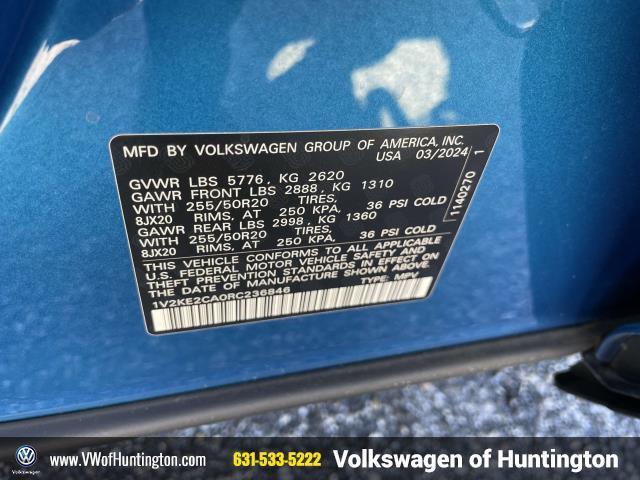 MFD BY VOLKSWAGEN GROUP OF AMERICA, INC.
USA 03/2024
GVWR LBS 5776, KG 2620
GAWR FRONT LBS 2888, KG 1310
WITH 255/50R20 TIRES,
8JX20 RIMS, AT 250 KPA, 36 PSI COLD
GAWR REAR LBS 2998, KG 1360
WITH 255/50R20 TIRES,
8JX20 RIMS, AT 250 KPA, 36 PSI COLD
THIS VEHICLE CONFORMS TO ALL APPLICABLE
U.S. FEDERAL MOTOR VEHICLE SAFETY AND
THEFT PREVENTION STANDARDS IN EFFECT ON
THE DATE OF MANUFACTURE SHOWN ABOVE.
1V2KE2CA0RC236846 TYPE: MPV
1140270 1
www.VWofHuntington.com 631-533-5222 Volkswagen of Huntington